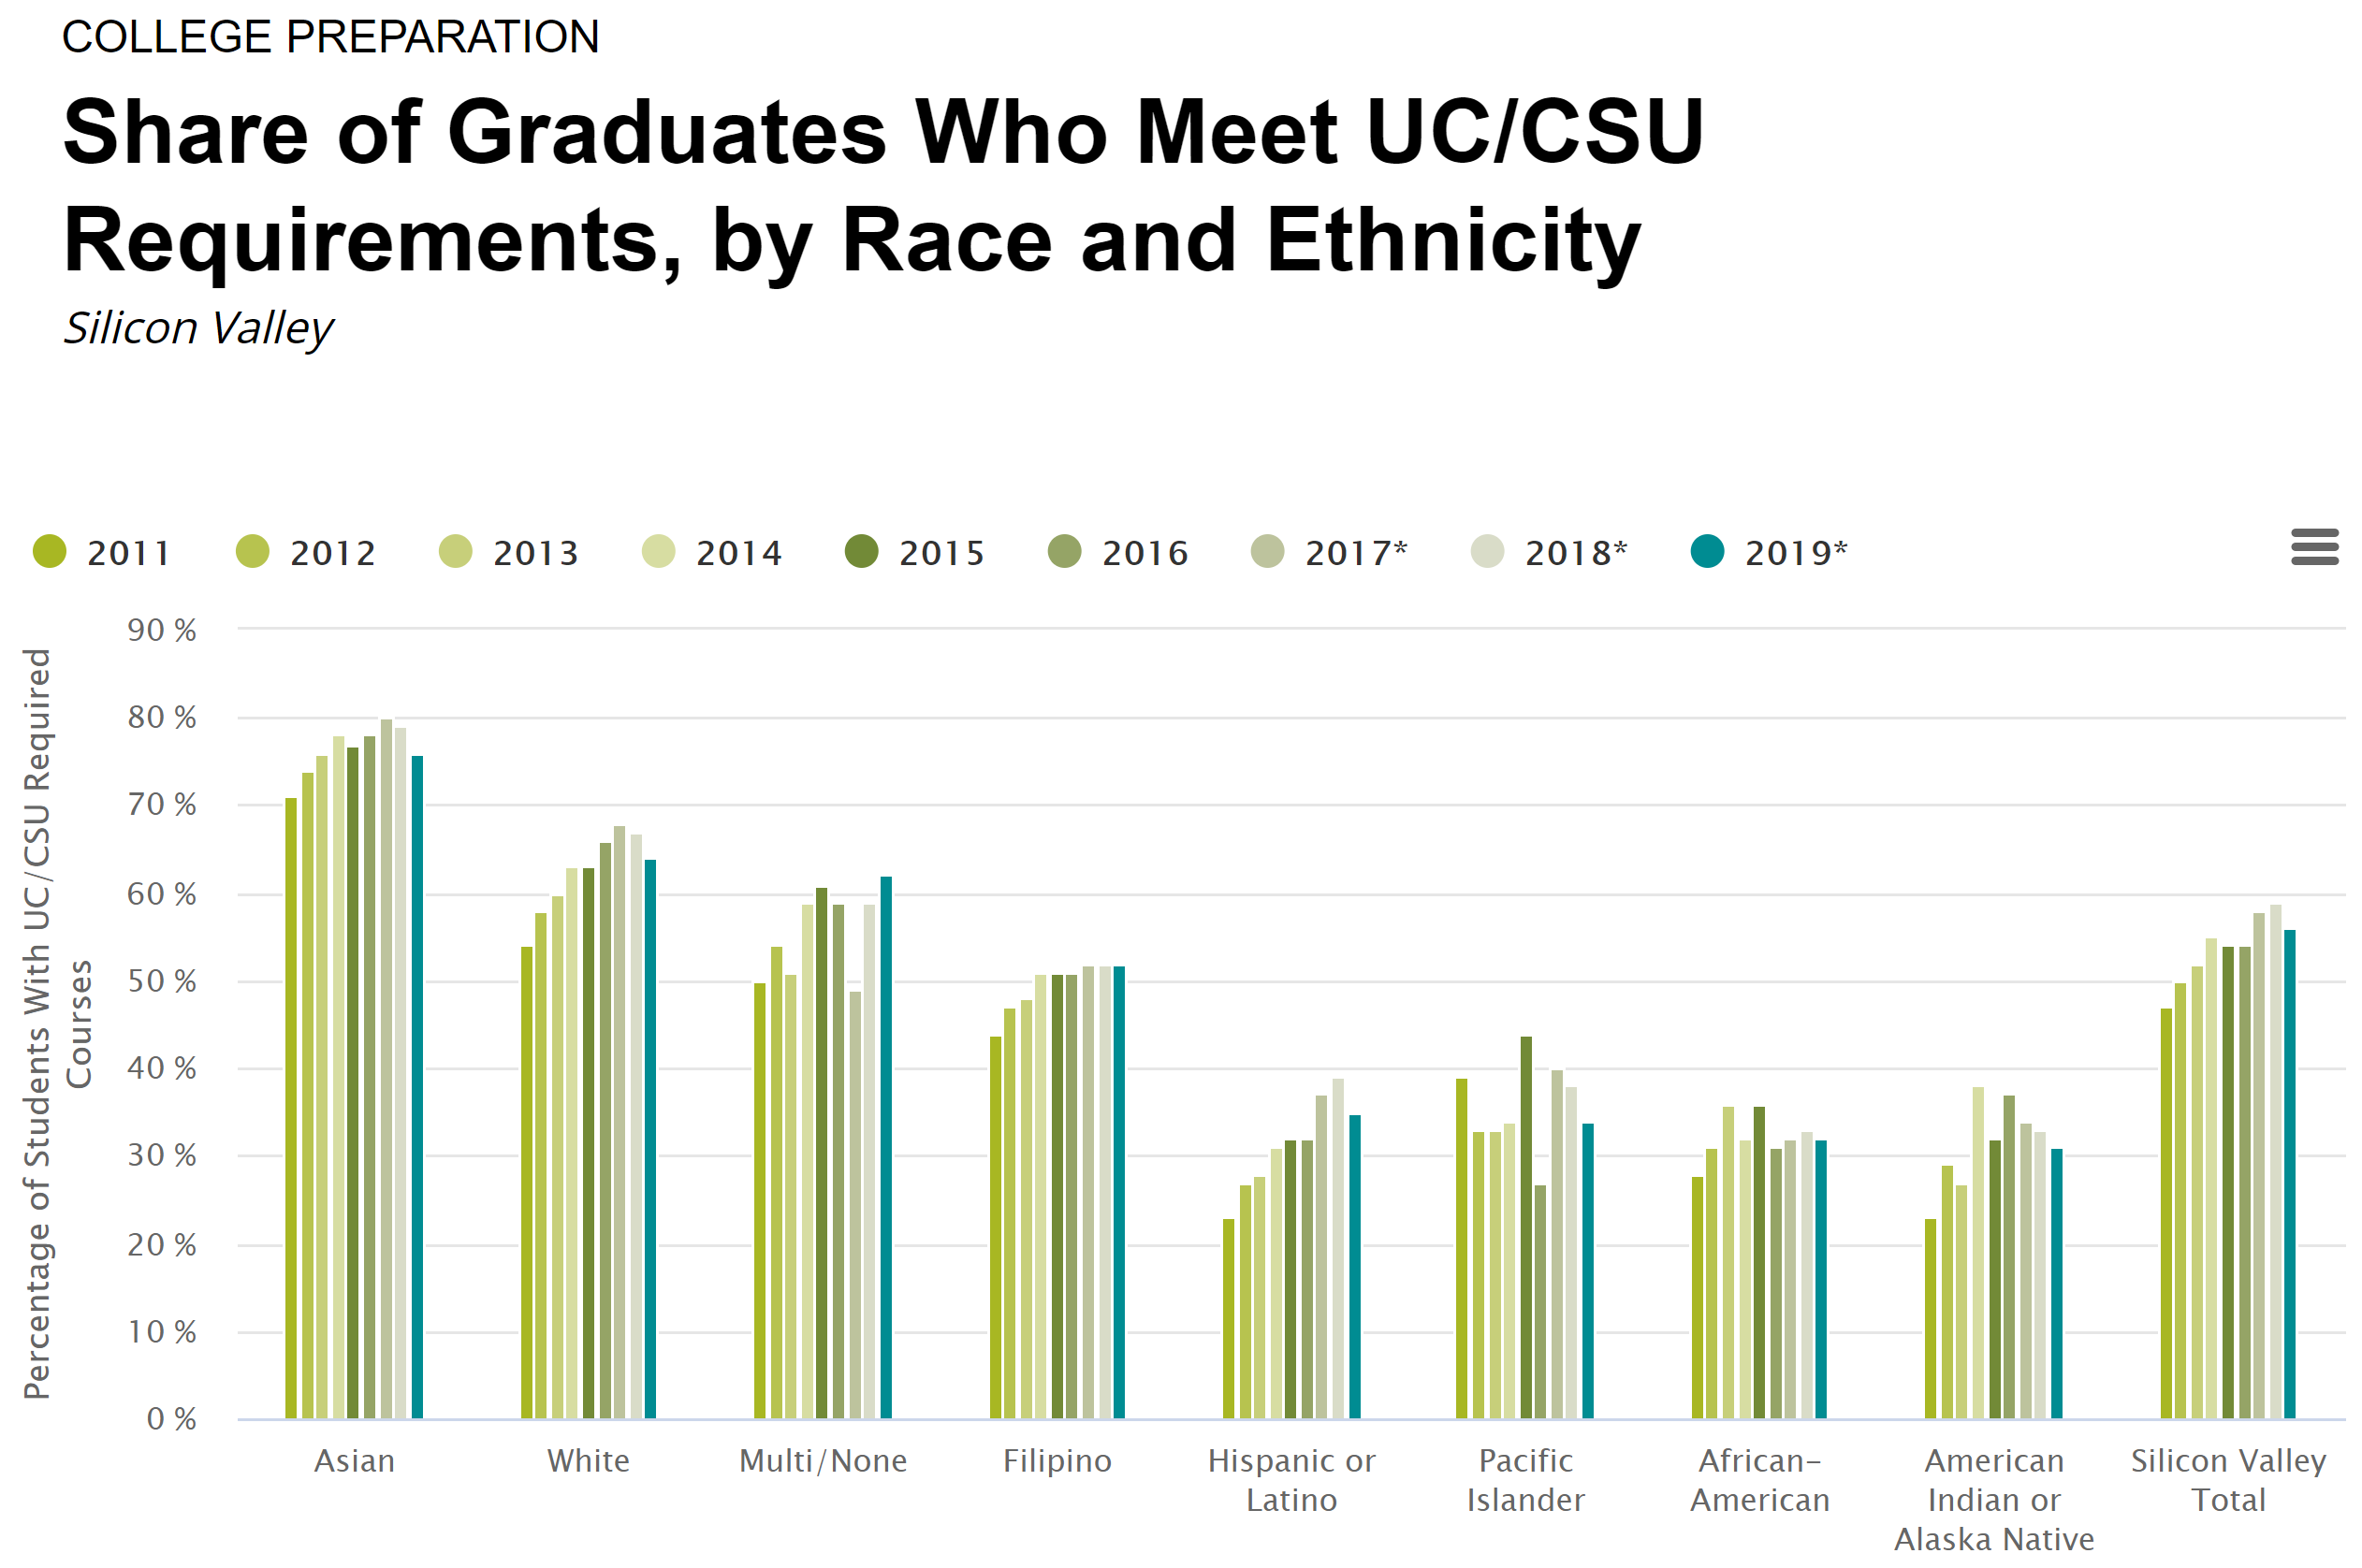 COLLEGE PREPARATION
Share of Graduates Who Meet UC/CSU
Requirements, by Race and Ethnicity
Silicon Valley
2011 2012 2013 2014 2015 2016 2017* 2018* 2019*
Percentage of Students With UC/CSU Required
Courses
90 %
80 %
70 %
60 %
50 %
40 %
30 %
20 %
10 %
0 %
Asian
White
Multi/None
Filipino
Hispanic or
Latino
Pacific
Islander
African-
American
American
Indian or
Alaska Native
Silicon Valley
Total